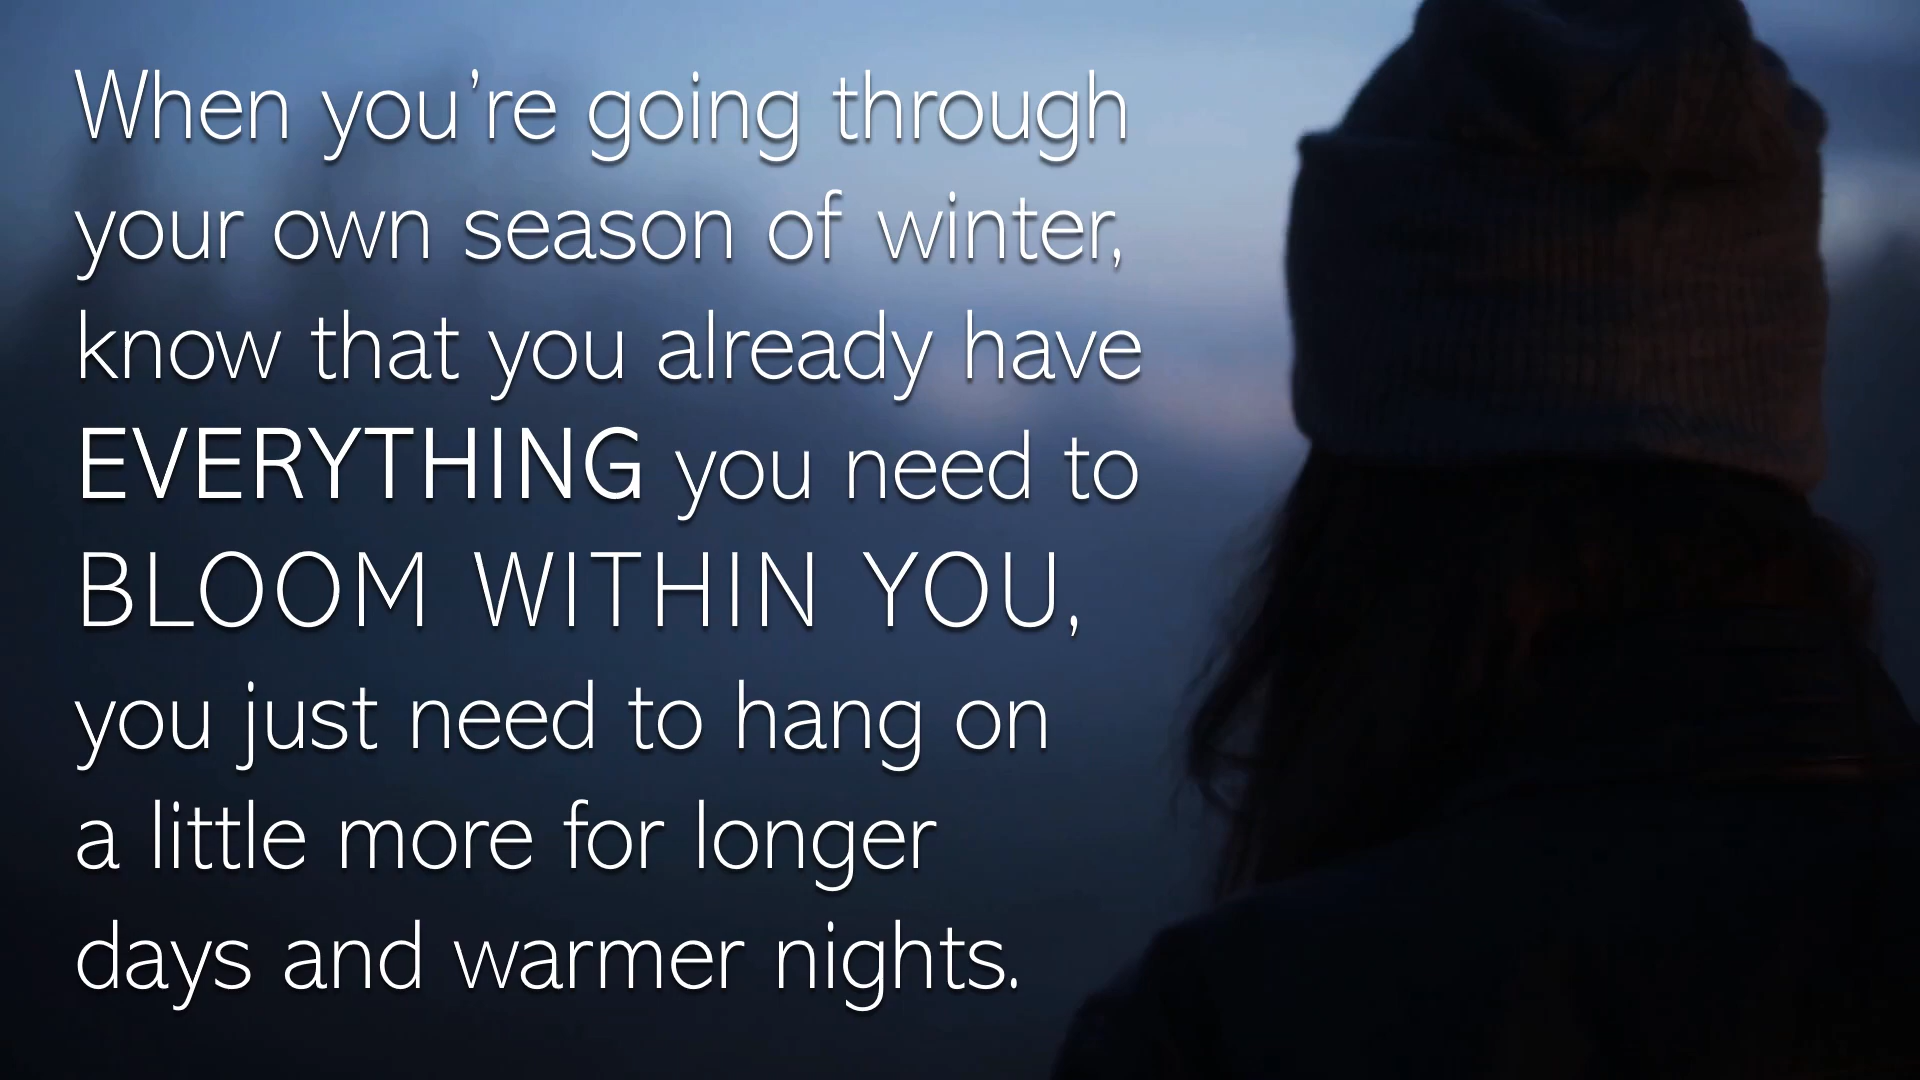 When you’re going through
your own season of winter,
know that you already have
EVERYTHING you need to
BLOOM WITHIN YOU,
you just need to hang on
a little more for longer
days and warmer nights.